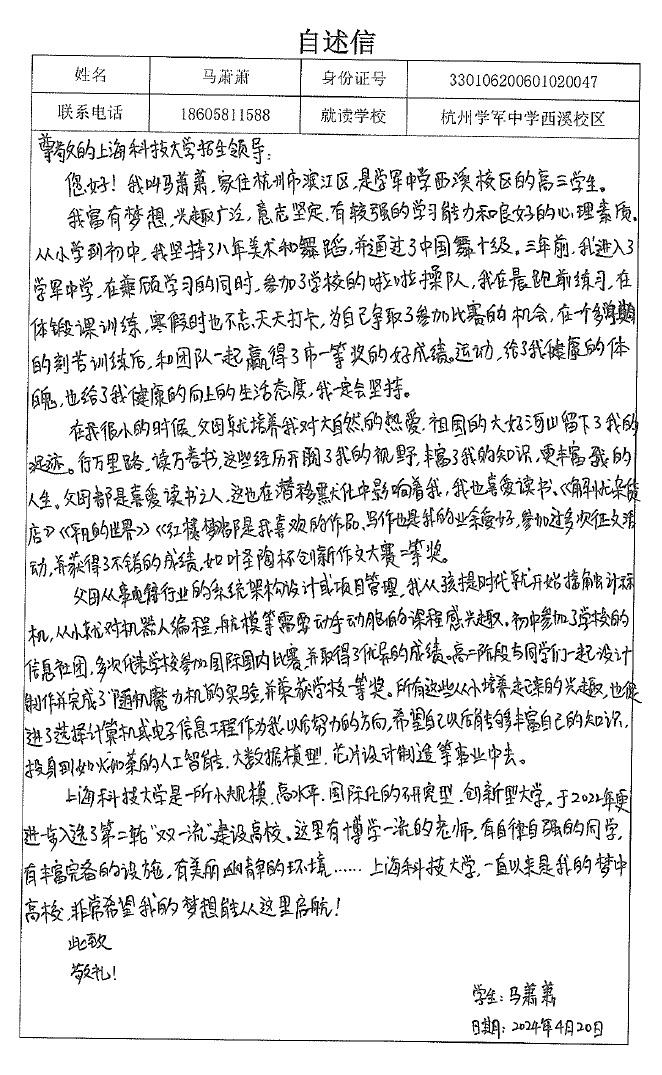 自述信
姓名 马萧萧 身份证号 330106200601020047
联系电话 18605811588 就读学校 杭州学军中学西溪校区
尊敬的上海科技大学招生领导：
您好！我叫马萧萧，家住杭州市滨江区，是学军中学西溪校区的高三学生。
我富有梦想，兴趣广泛，意志坚定，有较强的学习能力和良好的心理素质。
从小学到初中，我坚持了八年美术和舞蹈，并通过了中国舞十级。三年前，我进入了
学军中学，在兼顾学习的同时，参加了学校的啦啦操队，我在晨跑前练习，在
体锻课训练，寒假时也不忘天天打卡，为自己争取了参加比赛的机会，在一个多学期
的刻苦训练后，和团队一起赢得了市一等奖的好成绩。运动，给了我健康的体
魄，也给了我健康的向上的生活态度，我一定会坚持。
在我很小的时候，父母就培养我对大自然的热爱，祖国的大好河山留下了我的
足迹。行万里路，读万卷书，这些经历开阔了我的视野，丰富了我的知识，更丰富了我的
人生。父母都是喜爱读书之人，这也在潜移默化中影响着我，我也喜爱读书、《解忧杂货
店》《平凡的世界》《红楼梦》都是我喜欢的作品。写作也是我的业余爱好，参加过多次征文活
动，并获得了不错的成绩，如叶圣陶杯创新作文大赛二等奖。
父母从事电信行业的系统架构设计或项目管理，我从孩提时代就开始接触计算
机，从小就对机器人编程，航模等需要动手动脑的课程感兴趣。初中参加了学校的
信息社团，多次代表学校参加国际国内比赛，并取得了优异的成绩。高二阶段与同学们一起设计
制作并完成了"随机魔力机的实验，并荣获学校一等奖。所有这些从小培养起来的兴趣，也促
进了选择计算机或电子信息工程作为我以后努力的方向，希望自己以后能够丰富自己的知识，
投身到如火如荼的人工智能，大数据模型，芯片设计制造等事业中去。
上海科技大学是一所小规模、高水平、国际化的研究型、创新型大学。于2022年更
进一步入选了第二轮"双一流"建设高校。这里有博学一流的老师，有自律自强的同学，
有丰富完备的设施，有美丽幽静的环境……上海科技大学，一直以来是我的梦中
高校，非常希望我的梦想能从这里启航！
此致
敬礼！
学生：马萧萧
日期：2024年4月20日